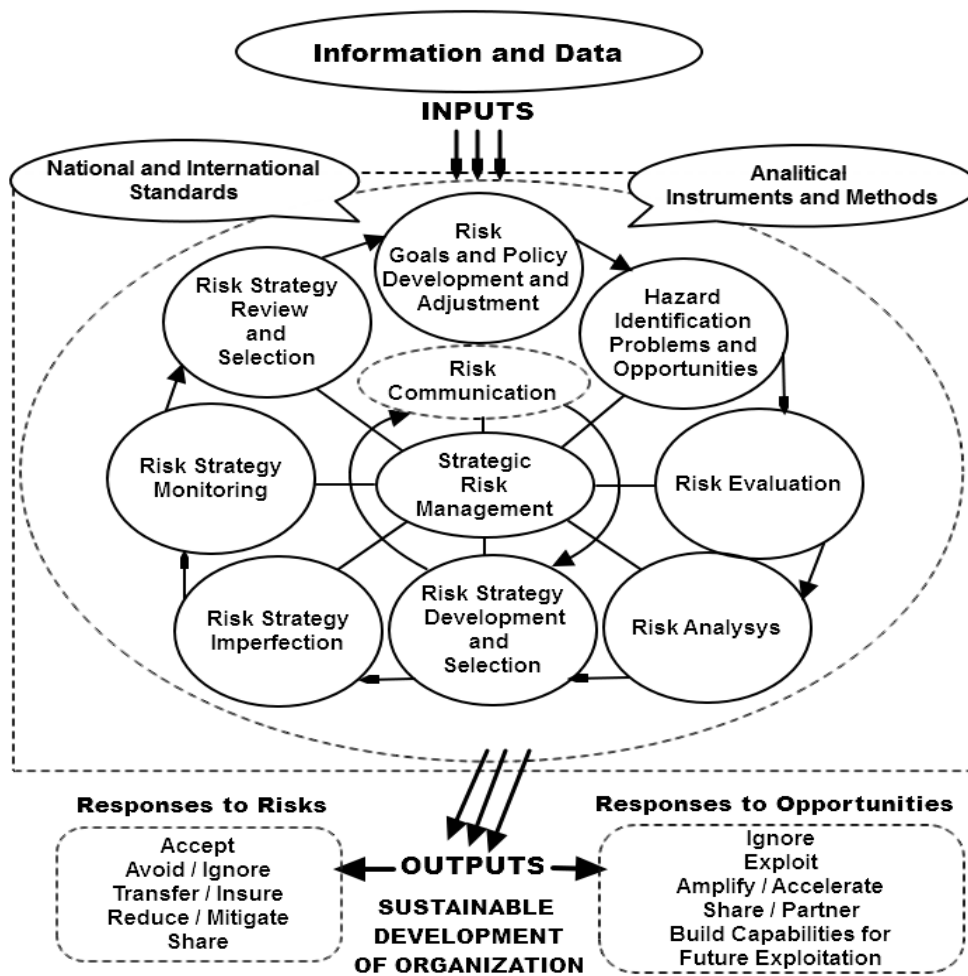 Information and Data
INPUTS
National and International
Standards
Analitical
Instruments and Methods
Risk
Goals and Policy
Development and
Adjustment
Hazard
Identification
Problems and
Opportunities
Risk Evaluation
Risk Analysys
Risk Strategy
Development
and
Selection
Risk Strategy
Imperfection
Risk Strategy
Monitoring
Risk Strategy
Review
and
Selection
Risk
Communication
Strategic
Risk
Management
Responses to Risks
Accept
Avoid / Ignore
Transfer / Insure
Reduce / Mitigate
Share
OUTPUTS
SUSTAINABLE
DEVELOPMENT
OF ORGANIZATION
Responses to Opportunities
Ignore
Exploit
Amplify / Accelerate
Share / Partner
Build Capabilities for
Future Exploitation